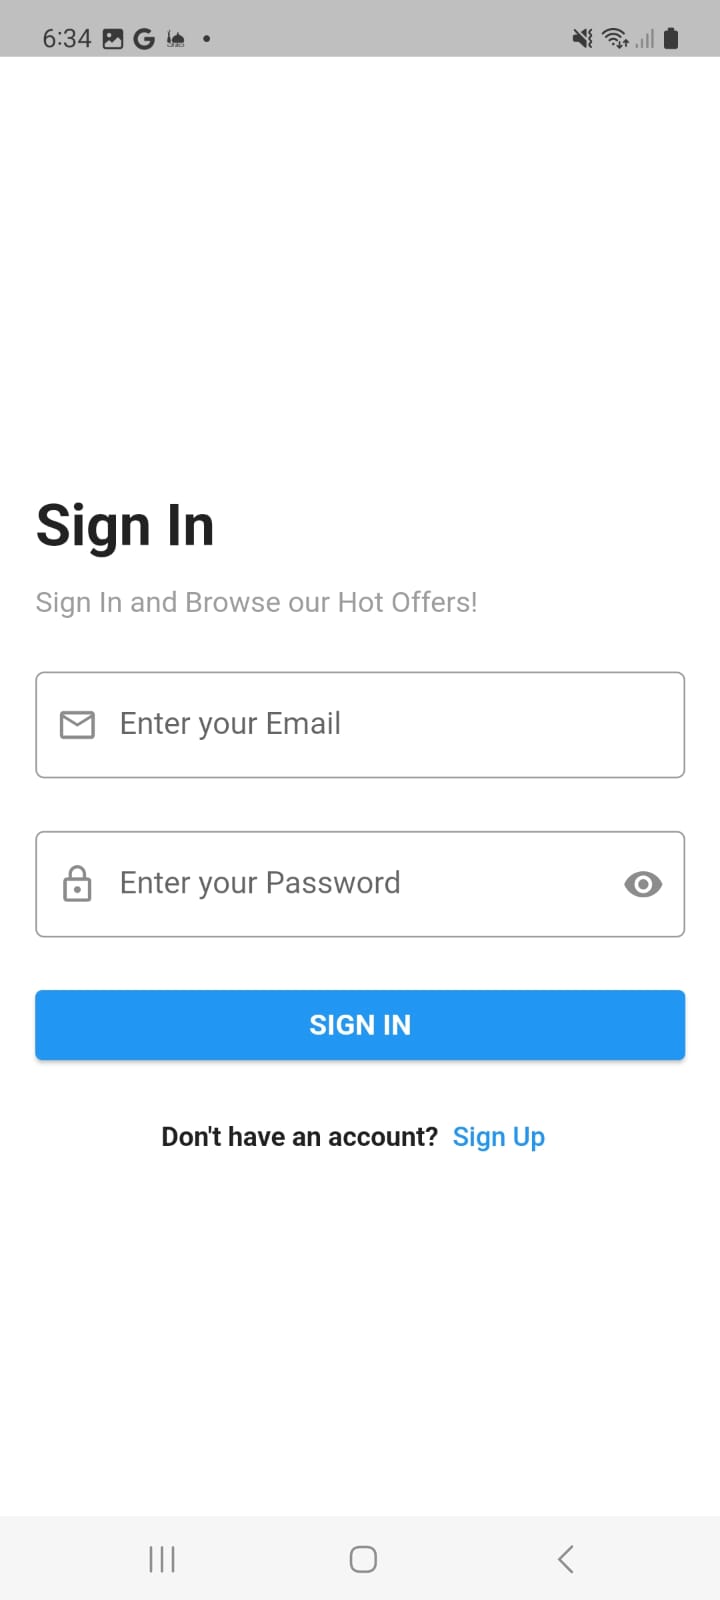 6:34
Sign In
Sign In and Browse our Hot Offers!
Enter your Email
Enter your Password
SIGN IN
Don't have an account? Sign Up